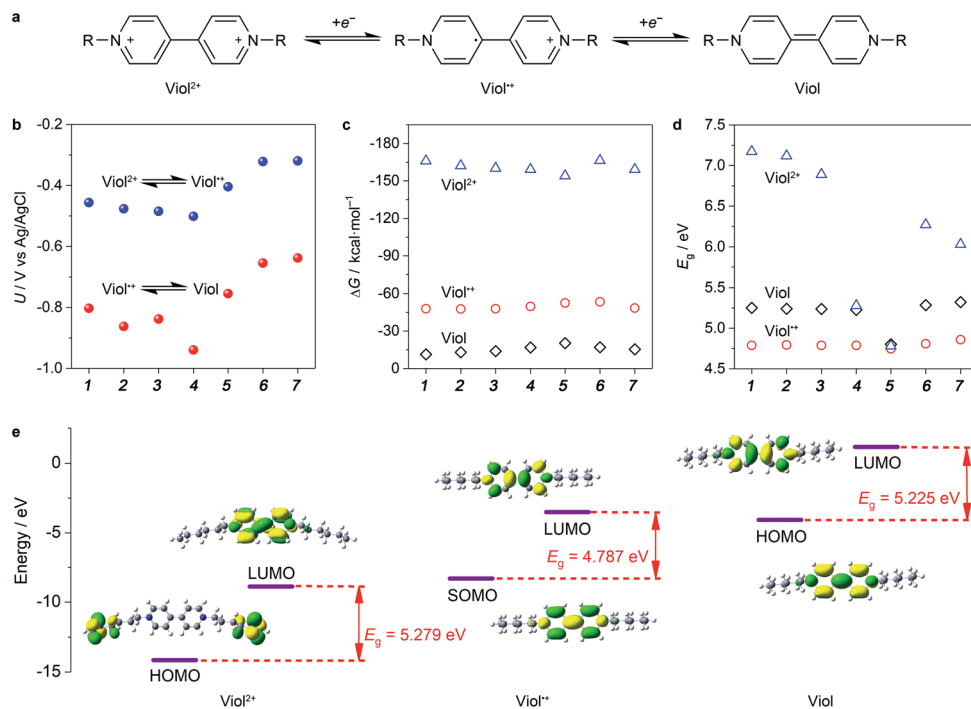 a
R
N
+
+
N
R
+e⁻
R
N
·
+
N
R
+e⁻
R
N
N
R
Viol²⁺
Viol•⁺
Viol
b
U / V vs Ag/AgCl
-0.2
-0.4
-0.6
-0.8
-1.0
Viol²⁺ Viol•⁺
Viol•⁺ Viol
1 2 3 4 5 6 7
c
ΔG / kcal·mol⁻¹
-180
-150
-120
-90
-60
-30
0
Viol²⁺
Viol•⁺
Viol
1 2 3 4 5 6 7
d
Eg / eV
7.5
7.0
6.5
6.0
5.5
5.0
4.5
Viol²⁺
Viol
Viol•⁺
1 2 3 4 5 6 7
e
Energy / eV
0
-5
-10
-15
LUMO
Eg = 5.279 eV
HOMO
Viol²⁺
LUMO
Eg = 4.787 eV
SOMO
Viol•⁺
LUMO
Eg = 5.225 eV
HOMO
Viol